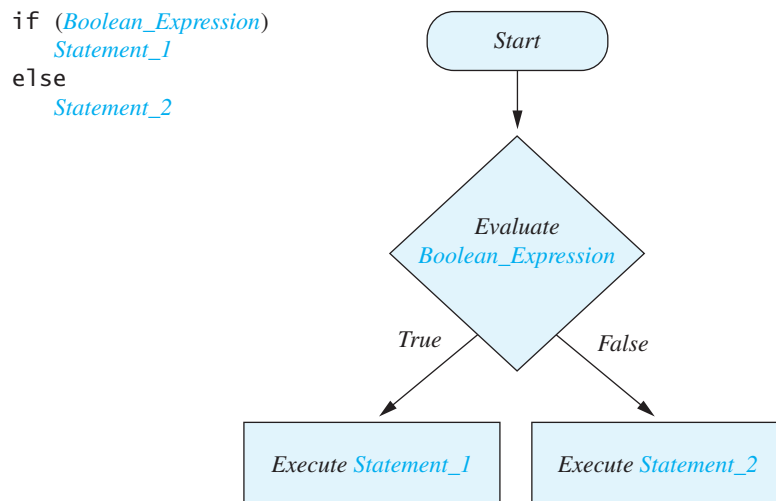 if (Boolean_Expression)
Statement_1
else
Statement_2
Start
Evaluate
Boolean_Expression
True
False
Execute Statement_1
Execute Statement_2